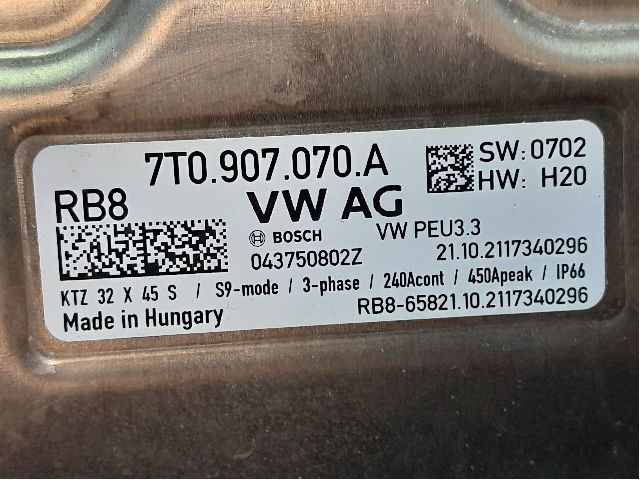 7T0.907.070.A
SW:0702
HW: H20
RB8
VW AG
BOSCH
VW PEU3.3
043750802Z
21.10.2117340296
KTZ 32 X 45 S / S9-mode / 3-phase / 240Acont / 450Apeak / IP66
Made in Hungary
RB8-65821.10.2117340296